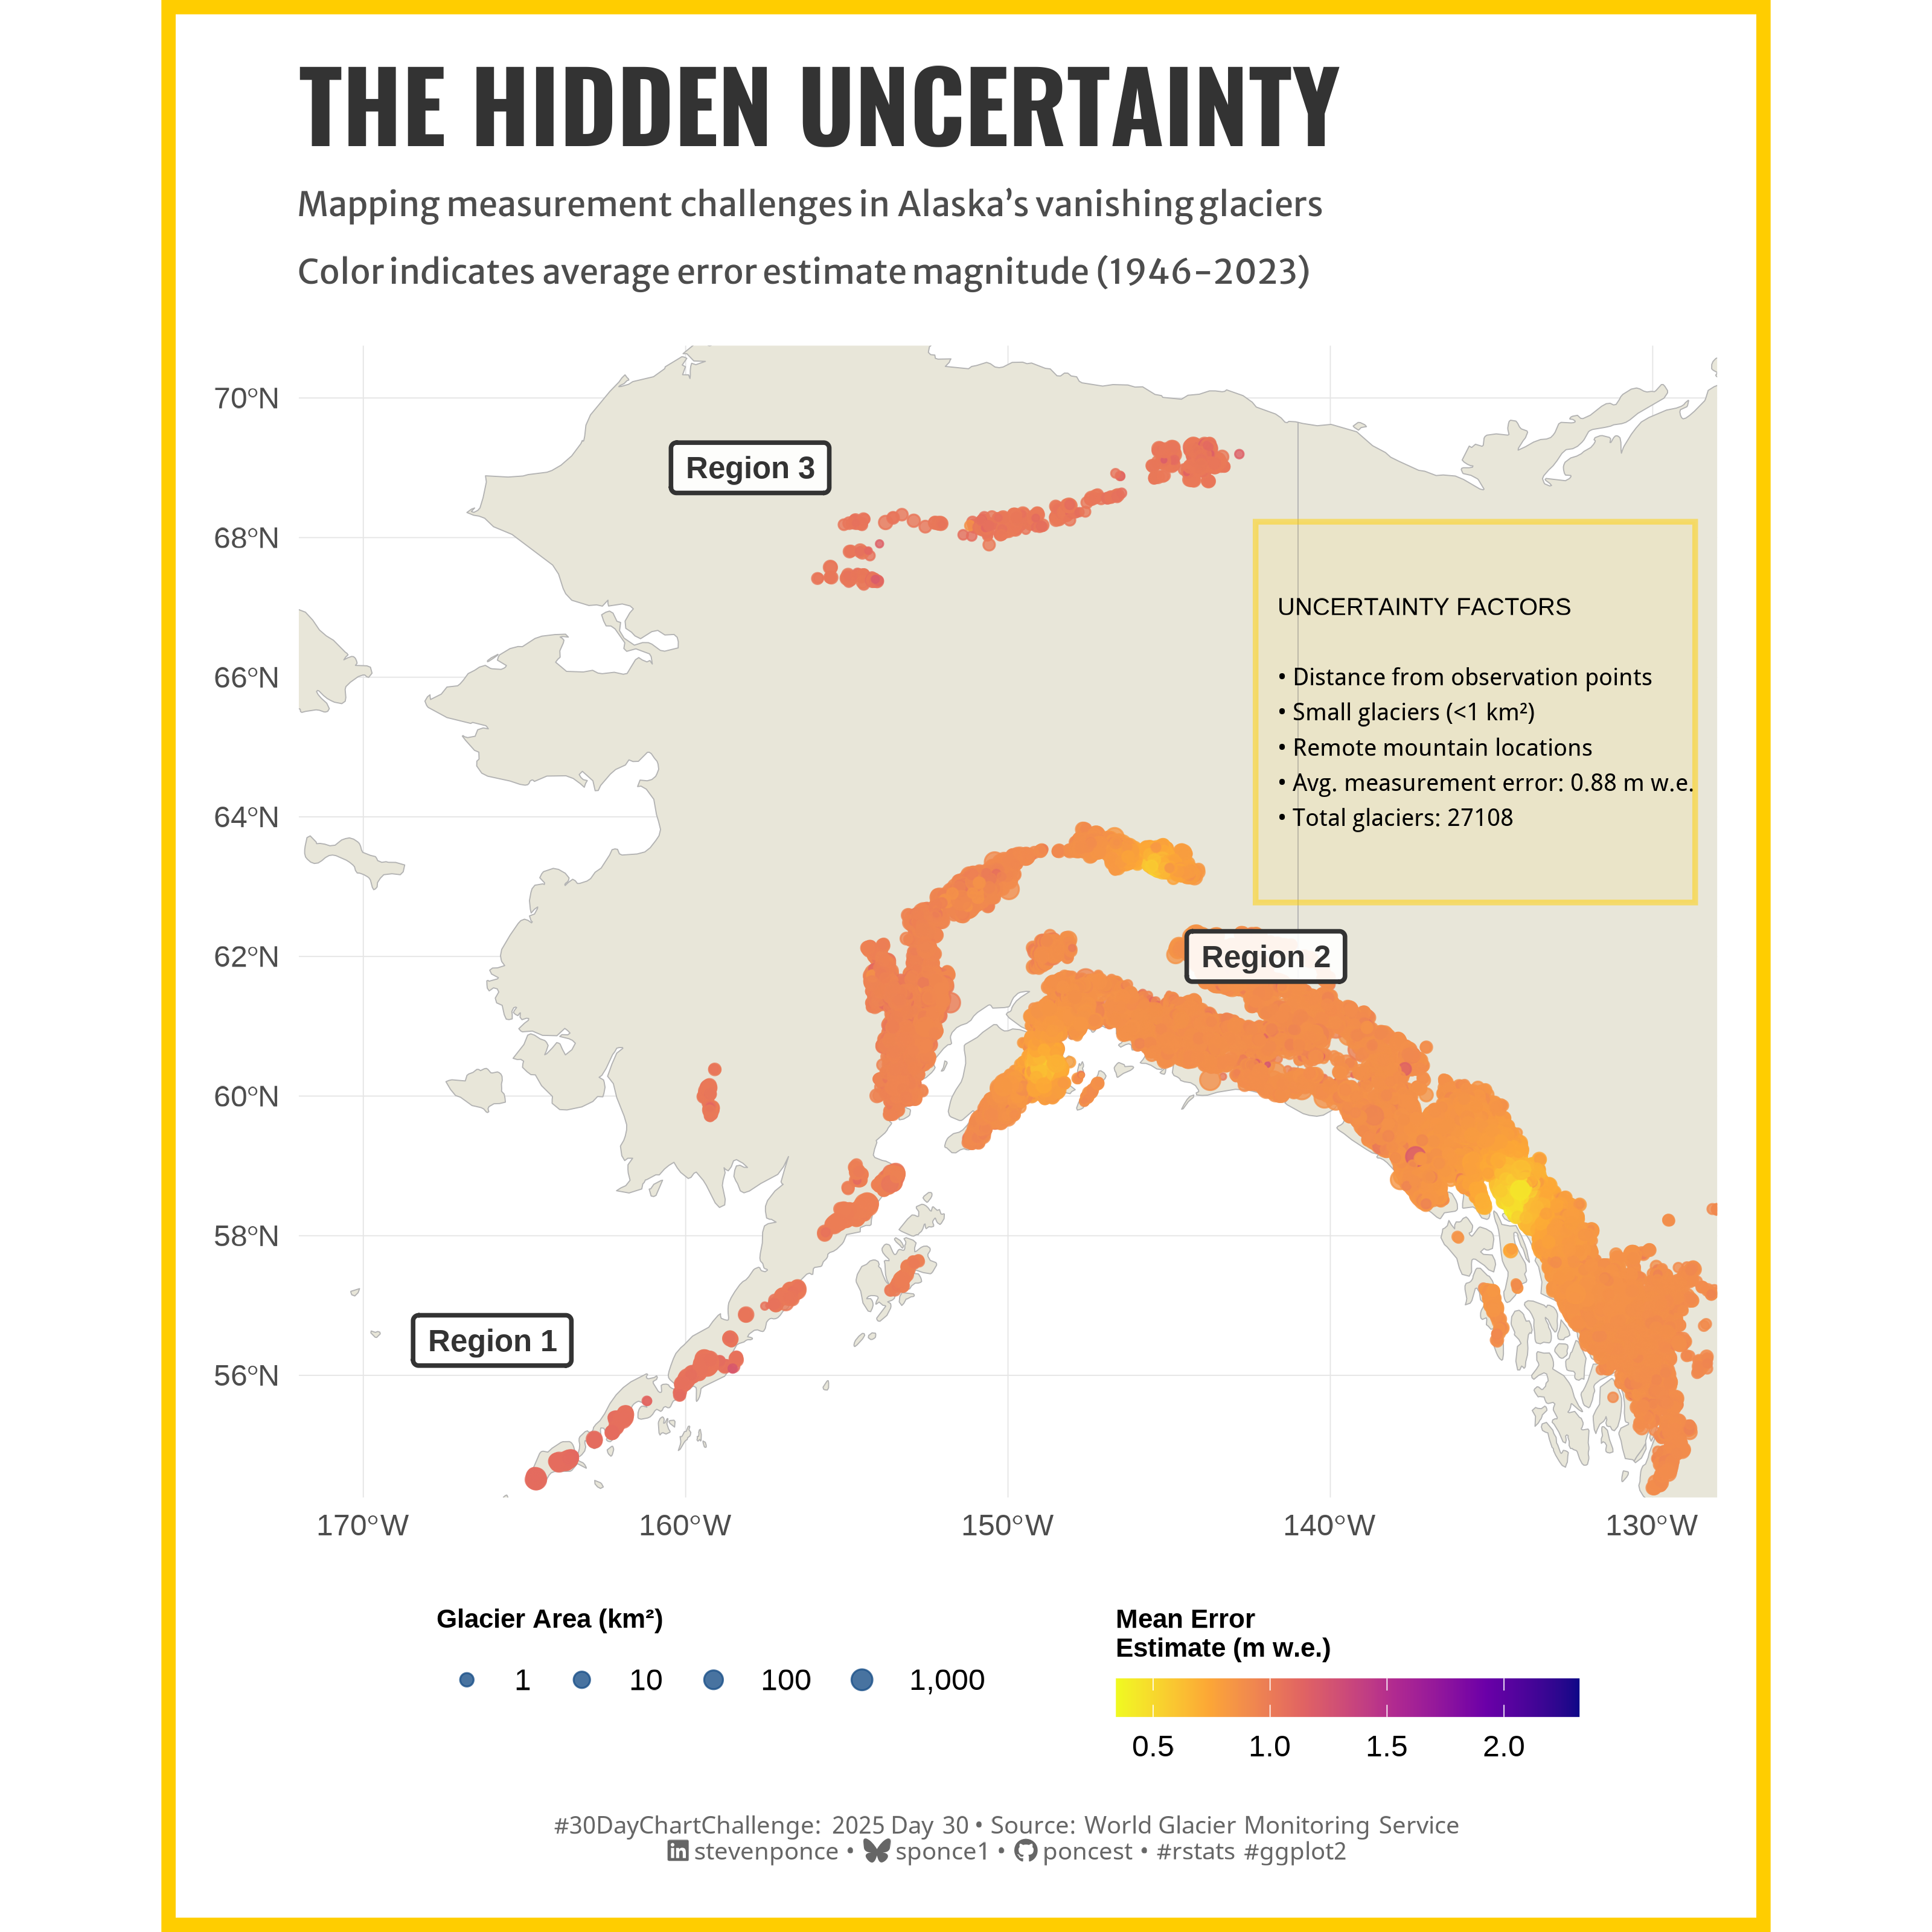 THE HIDDEN UNCERTAINTY
Mapping measurement challenges in Alaska’s vanishing glaciers
Color indicates average error estimate magnitude (1946-2023)
70°N
68°N
66°N
64°N
62°N
60°N
58°N
56°N
Region 3
UNCERTAINTY FACTORS
• Distance from observation points
• Small glaciers (<1 km²)
• Remote mountain locations
• Avg. measurement error: 0.88 m w.e.
• Total glaciers: 27108
Region 2
Region 1
170°W 160°W 150°W 140°W 130°W
Glacier Area (km²)
1 10 100 1,000
Mean Error
Estimate (m w.e.)
0.5 1.0 1.5 2.0
#30DayChartChallenge: 2025 Day 30 • Source: World Glacier Monitoring Service
in stevenponce • sponce1 • poncest • #rstats #ggplot2